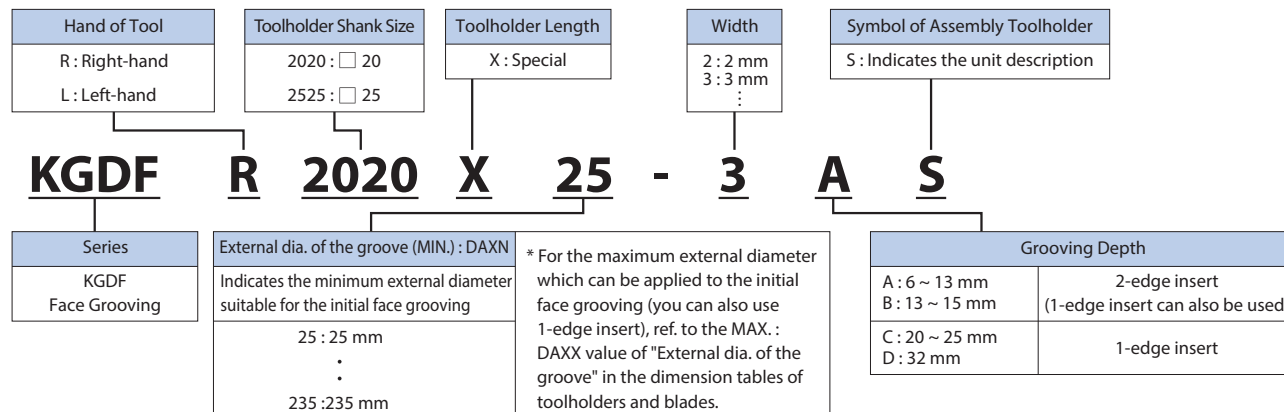 Hand of Tool
R : Right-hand
L : Left-hand
Toolholder Shank Size
2020 : □ 20
2525 : □ 25
Toolholder Length
X : Special
Width
2 : 2 mm
3 : 3 mm
⋮
Symbol of Assembly Toolholder
S : Indicates the unit description
KGDF R 2020 X 25 - 3 A S
Series
KGDF
Face Grooving
External dia. of the groove (MIN.) : DAXN
Indicates the minimum external diameter
suitable for the initial face grooving
25 : 25 mm
•
•
235 :235 mm
* For the maximum external diameter
which can be applied to the initial
face grooving (you can also use
1-edge insert), ref. to the MAX. :
DAXX value of "External dia. of the
groove" in the dimension tables of
toolholders and blades.
Grooving Depth
A : 6 ~ 13 mm
B : 13 ~ 15 mm
2-edge insert
(1-edge insert can also be used
C : 20 ~ 25 mm
D : 32 mm
1-edge insert